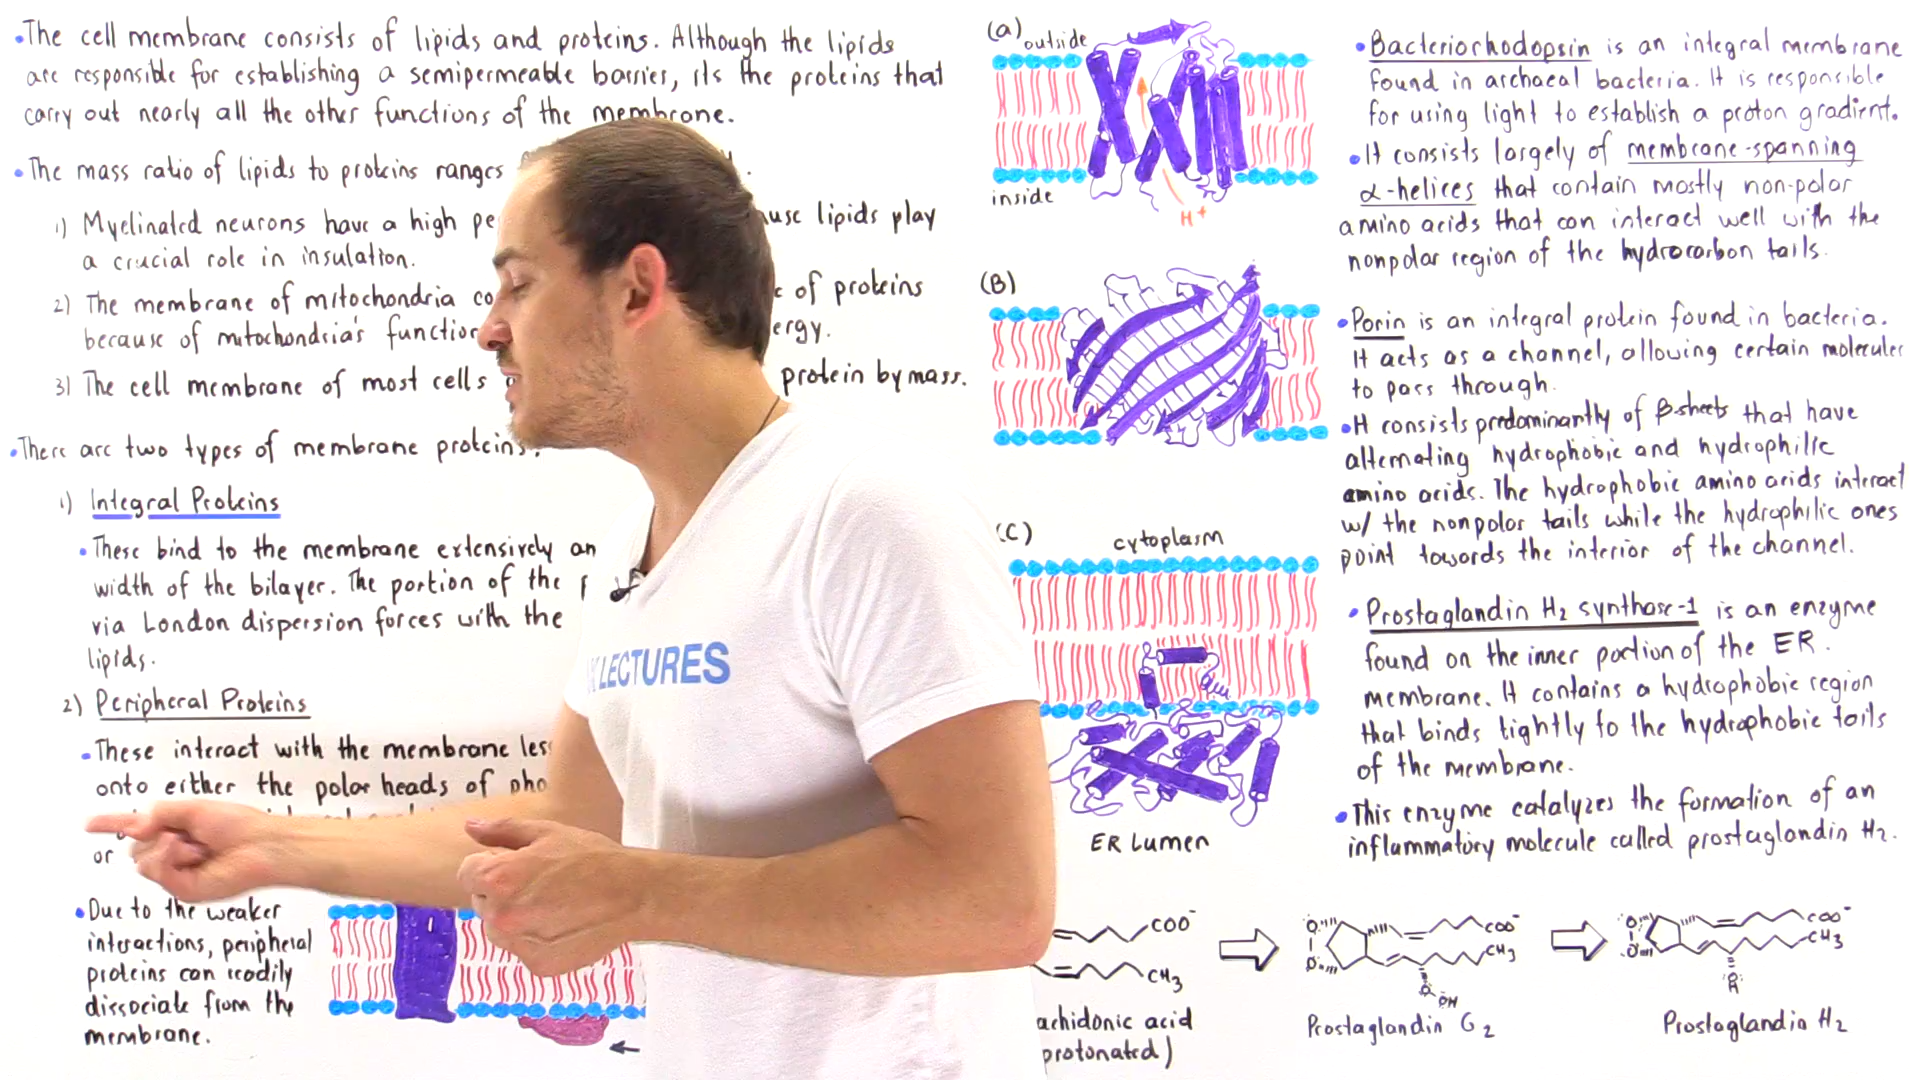 •The cell membrane consists of lipids and proteins. Although the lipids
are responsible for establishing a semipermeable barrier, its the proteins that
carry out nearly all the other functions of the membrane.
•The mass ratio of lipids to proteins ranges
1) Myelinated neurons have a high pe
use lipids play
a crucial role in insulation.
2) The membrane of mitochondria co
of proteins
because of mitochondria's function
ergy.
3) The cell membrane of most cells
protein by mass.
•There are two types of membrane proteins.
1) Integral Proteins
•These bind to the membrane extensively an
width of the bilayer. The portion of the p
via London dispersion forces with the
lipids.
2) Peripheral Proteins
•These interact with the membrane les
onto either the polar heads of pho
or
•Due to the weaker
interactions, peripheral
proteins can readily
dissociate from the
membrane.
LECTURES
(a) outside
inside
H+
(B)
(C)
cytoplasm
ER Lumen
•Bacteriorhodopsin is an integral membrane
found in archaeal bacteria. It is responsible
for using light to establish a proton gradient.
•It consists largely of membrane-spanning
α-helices that contain mostly non-polar
amino acids that can interact well with the
nonpolar region of the hydrocarbon tails.
•Porin is an integral protein found in bacteria.
It acts as a channel, allowing certain molecules
to pass through.
•It consists predominantly of β-sheets that have
alternating hydrophobic and hydrophilic
amino acids. The hydrophobic amino acids interact
w/ the nonpolar tails while the hydrophilic ones
point towards the interior of the channel.
•Prostaglandin H2 synthase-1 is an enzyme
found on the inner portion of the ER.
membrane. It contains a hydrophobic region
that binds tightly to the hydrophobic tails
of the membrane.
•This enzyme catalyzes the formation of an
inflammatory molecule called prostaglandin H2.
COO⁻
CH3
achidonic acid
protonated)
O
O
COO⁻
CH3
O
OH
Prostaglandin G2
O
O
COO⁻
CH3
O
H
Prostaglandin H2